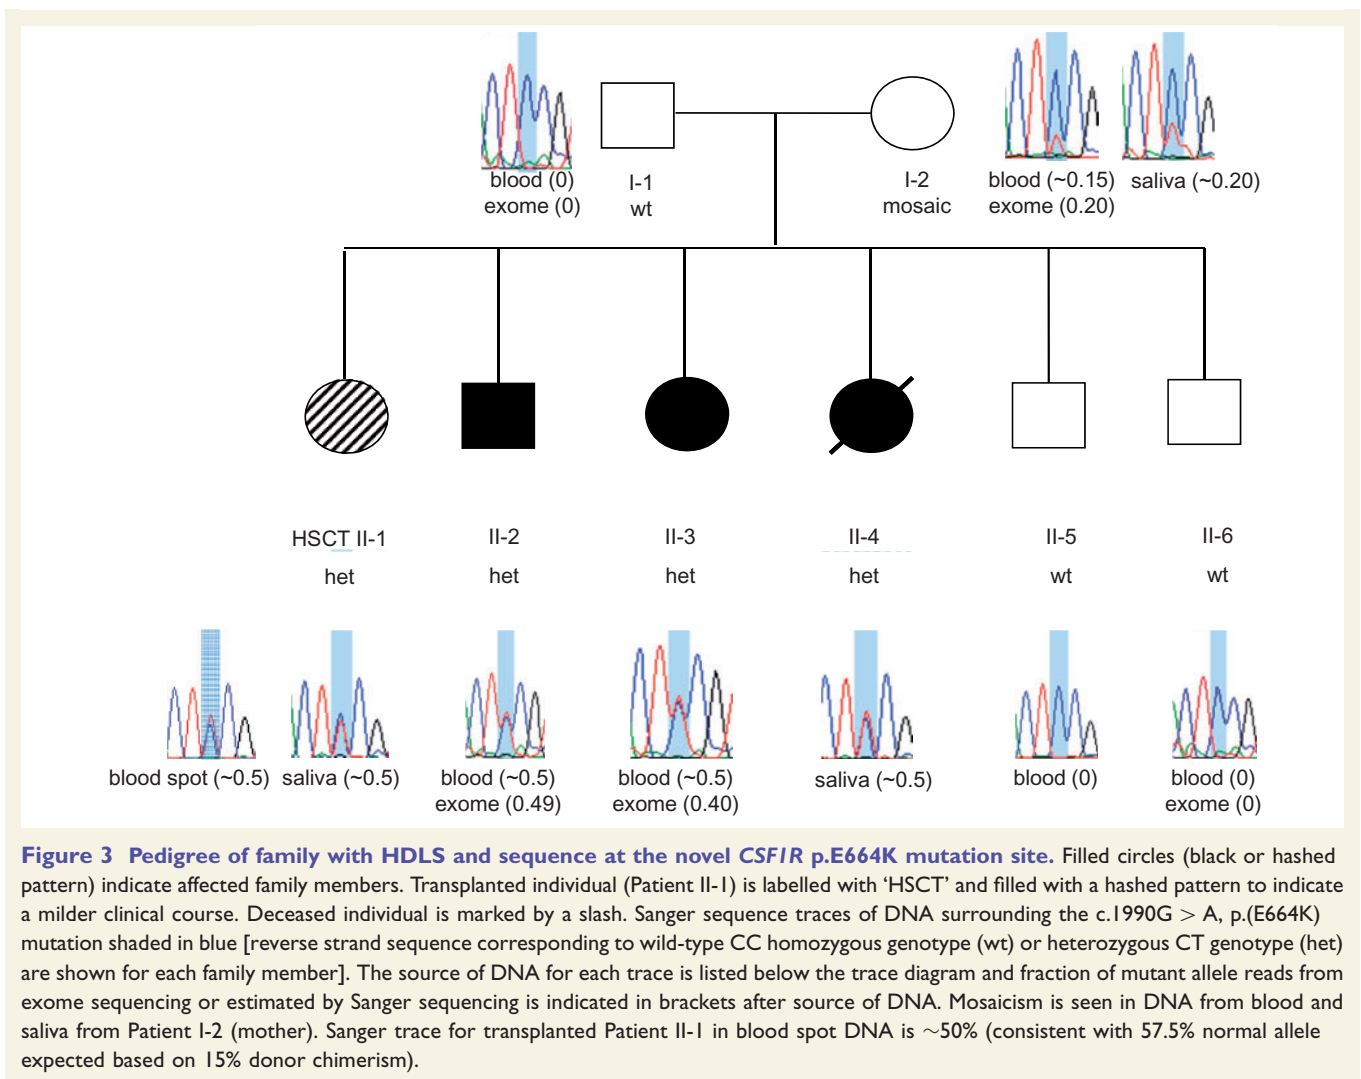 blood (0)
exome (0)
I-1
wt
I-2
mosaic
blood (~0.15)
exome (0.20)
saliva (~0.20)
HSCT II-1
het
II-2
het
II-3
het
II-4
het
II-5
wt
II-6
wt
blood spot (~0.5)
saliva (~0.5)
blood (~0.5)
exome (0.49)
blood (~0.5)
exome (0.40)
saliva (~0.5)
blood (0)
blood (0)
exome (0)
Figure 3 Pedigree of family with HDLS and sequence at the novel CSF1R p.E664K mutation site. Filled circles (black or hashed
pattern) indicate affected family members. Transplanted individual (Patient II-1) is labelled with ‘HSCT’ and filled with a hashed pattern to indicate
a milder clinical course. Deceased individual is marked by a slash. Sanger sequence traces of DNA surrounding the c.1990G > A, p.(E664K)
mutation shaded in blue [reverse strand sequence corresponding to wild-type CC homozygous genotype (wt) or heterozygous CT genotype (het)
are shown for each family member]. The source of DNA for each trace is listed below the trace diagram and fraction of mutant allele reads from
exome sequencing or estimated by Sanger sequencing is indicated in brackets after source of DNA. Mosaicism is seen in DNA from blood and
saliva from Patient I-2 (mother). Sanger trace for transplanted Patient II-1 in blood spot DNA is ~50% (consistent with 57.5% normal allele
expected based on 15% donor chimerism).